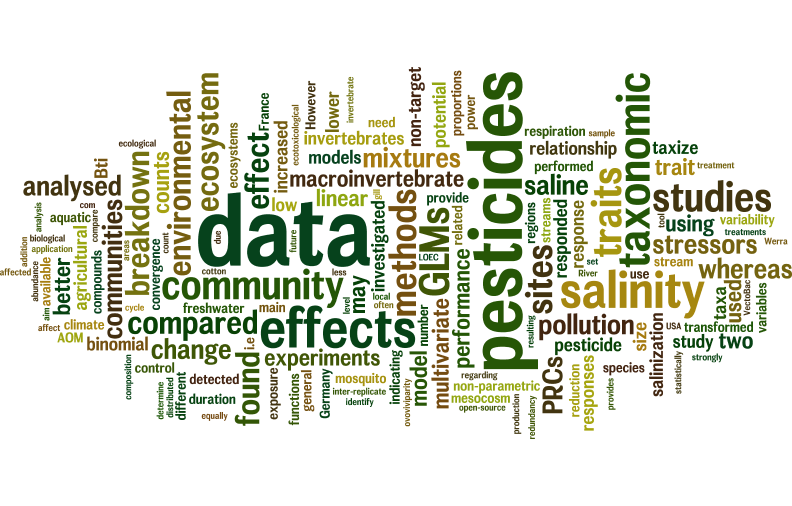 ecological
analysed
Bti
analysis
com
compare
aquatic
biological
addition
application
affected
abundance
available
aim
better
agricultural
compounds
communities
areas
affect
climate
AOM
binomial
breakdown
counts
count
convergence
cycle
environmental
ecosystem
ecosystems
effect
France
increased
ecotoxicological
However
lower
invertebrate
need
non-target
potential
proportions
power
invertebrates
models
mixtures
macroinvertebrate
low
linear
gill
provide
data
due
future
cotton
less
community
may
investigated
level
local
often
methods
GLMs
LOEC
related
freshwater
main
compared
effects
change
i.e
experiments
control
composition
determine
distributed
different
detected
duration
equally
found
exposure
functions
general
Germany
mosquito
inter-replicate
identify
indicating
ovoviviparity
model
number
multivariate
performance
regarding
non-parametric
mesocosm
open-source
pesticides
production
redundancy
resulting
PRCs
respiration
sample
relationship
performed
saline
regions
streams
responded
response
traits
taxonomic
taxize
trait
treatment
studies
tool
using
variability
treatments
stressors
Werra
stream
whereas
set
River
use
sites
salinity
taxa
used
VectoBac
variables
pollution
pesticide
size
salinization
USA
transformed
study
two
strongly
statistically
species
reduction
responses
provides